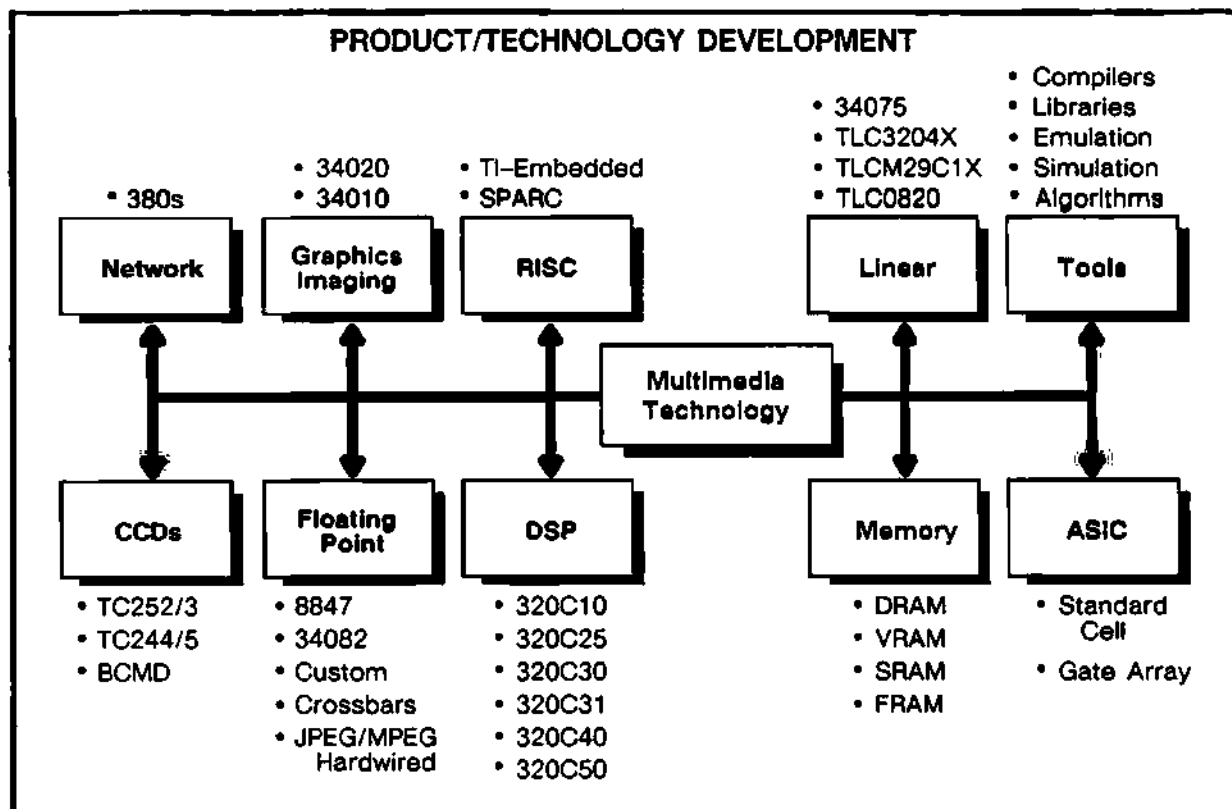 PRODUCT/TECHNOLOGY DEVELOPMENT
• 380s
• 34020
• 34010
• TI–Embedded
• SPARC
• 34075
• TLC3204X
• TLCM29C1X
• TLC0820
• Compilers
• Libraries
• Emulation
• Simulation
• Algorithms
Network
Graphics
Imaging
RISC
Linear
Tools
Multimedia
Technology
CCDs
Floating
Point
DSP
Memory
ASIC
• TC252/3
• TC244/5
• BCMD
• 8847
• 34082
• Custom
• Crossbars
• JPEG/MPEG
Hardwired
• 320C10
• 320C25
• 320C30
• 320C31
• 320C40
• 320C50
• DRAM
• VRAM
• SRAM
• FRAM
• Standard
Cell
• Gate Array